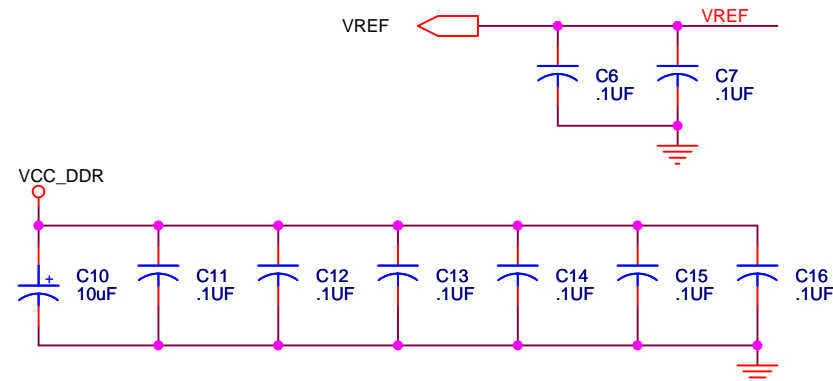 VREF
VREF
C6
.1UF
C7
.1UF
VCC_DDR
+
C10
10uF
C11
.1UF
C12
.1UF
C13
.1UF
C14
.1UF
C15
.1UF
C16
.1UF